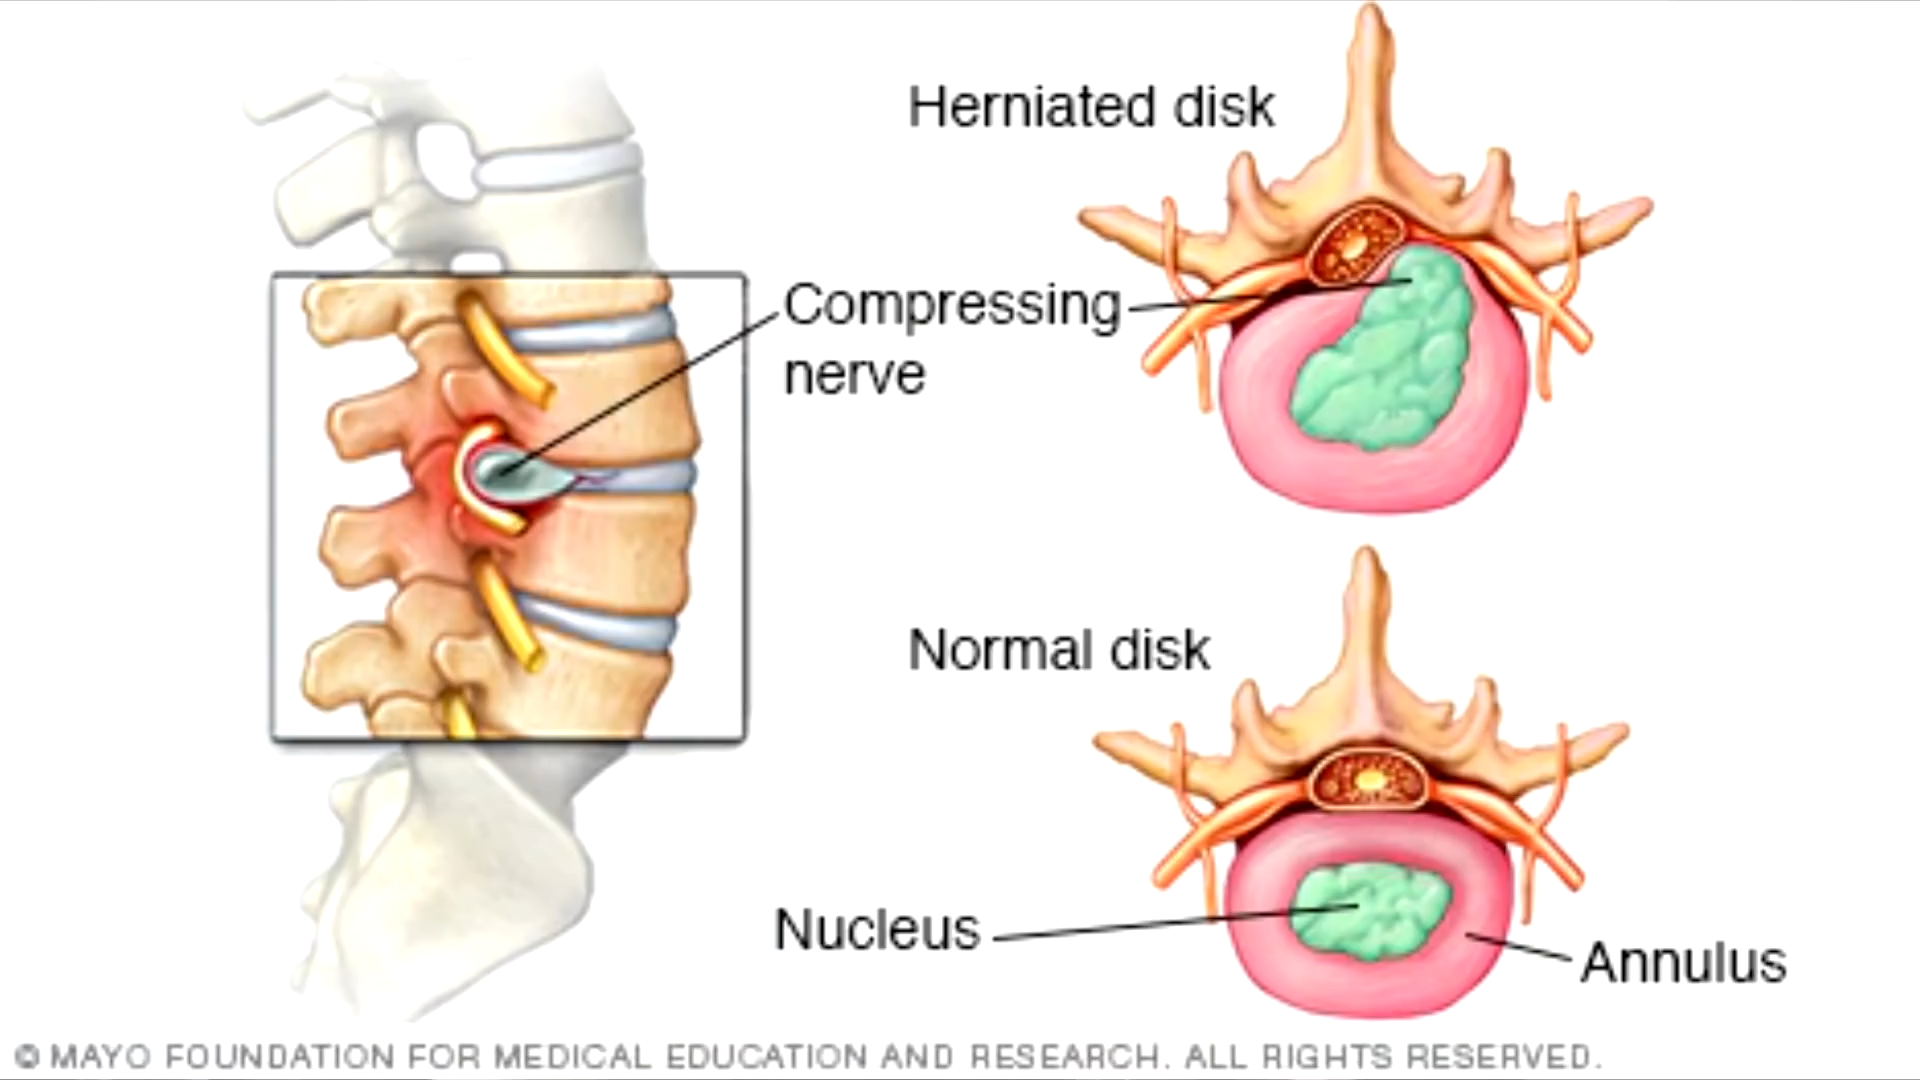 Herniated disk
Compressing
nerve
Normal disk
Nucleus
Annulus
© MAYO FOUNDATION FOR MEDICAL EDUCATION AND RESEARCH. ALL RIGHTS RESERVED.